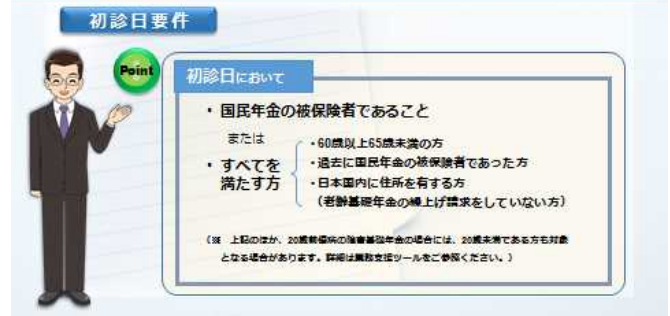 初診日要件
Point
初診日において
・国民年金の被保険者であること
または
・すべてを
満たす方
・60歳以上65歳未満の方
・過去に国民年金の被保険者であった方
・日本国内に住所を有する方
（老齢基礎年金の繰上げ請求をしていない方）
（※　上記のほか、20歳前傷病の障害基礎年金の場合には、20歳未満である方も対象
となる場合があります。詳細は業務支援ツールをご参照ください。）